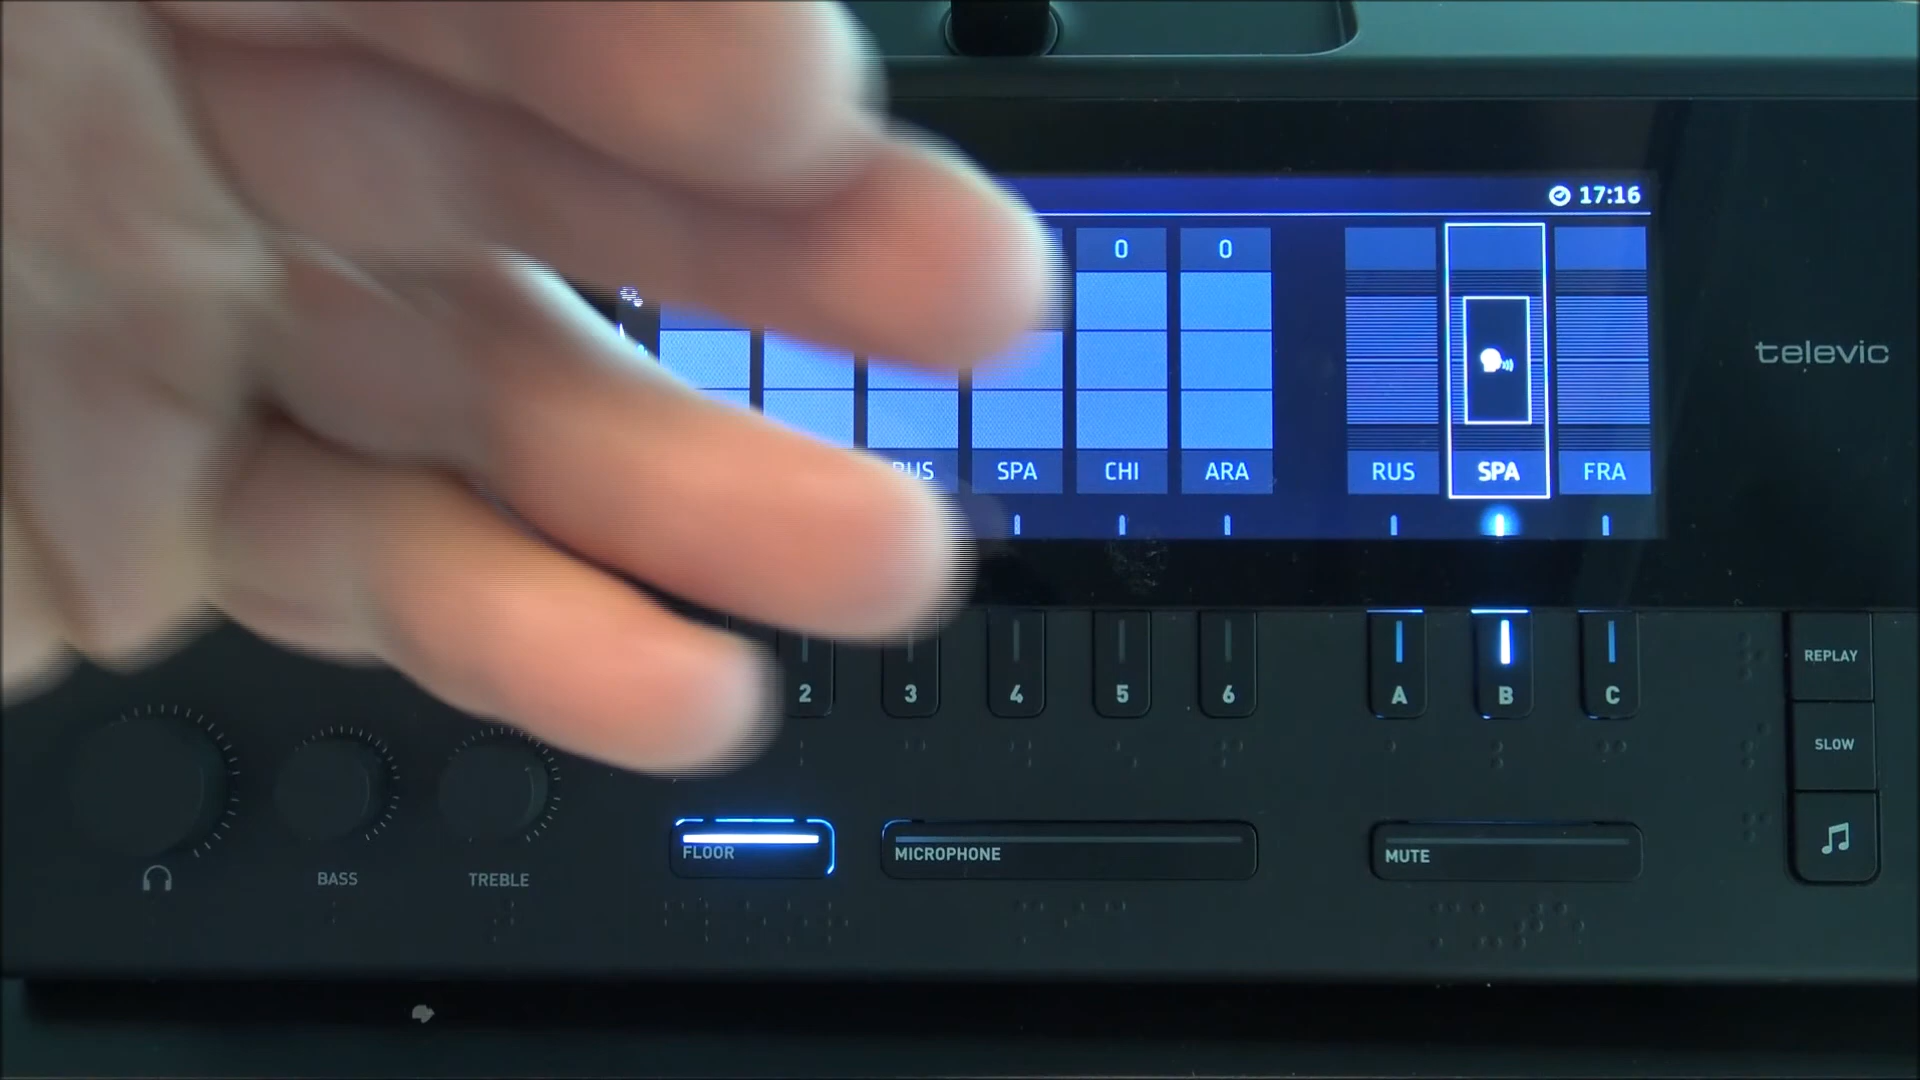 17:16
0 0
televic
RUS SPA CHI ARA RUS SPA FRA
2 3 4 5 6 A B C
REPLAY
SLOW
FLOOR MICROPHONE MUTE
BASS TREBLE